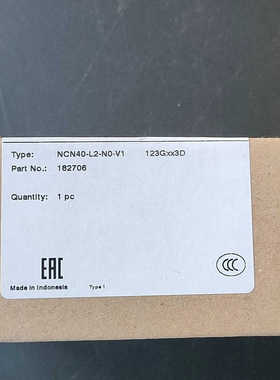 Type: NCN40-L2-N0-V1 123Gxx3D
Part No.: 182706
Quantity: 1 pc
EAC
CCC
Made in Indonesia Type 1